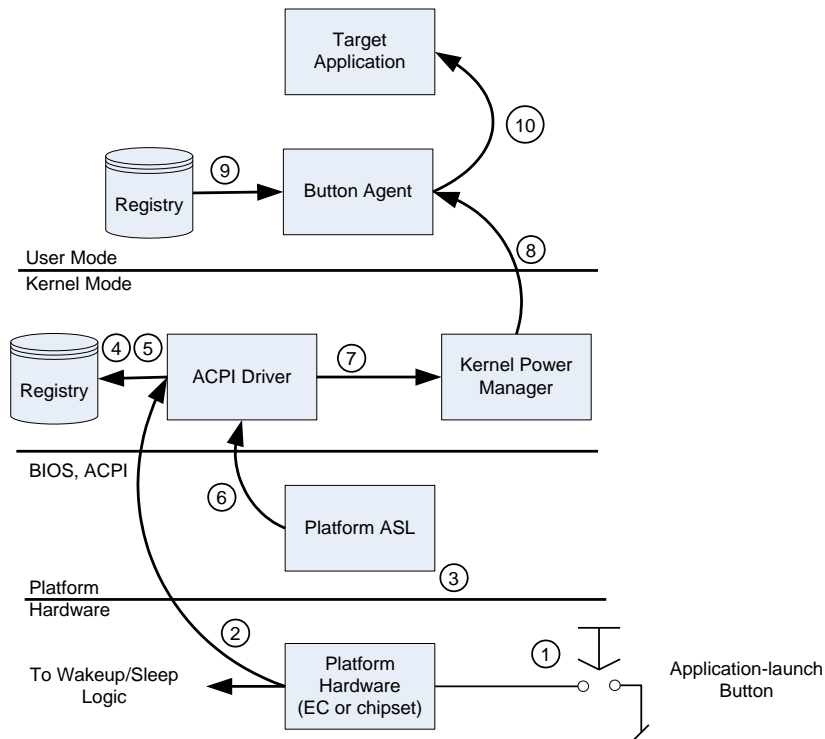 Target
Application
10
9
Registry
Button Agent
8
User Mode
Kernel Mode
4 5
7
Registry
ACPI Driver
Kernel Power
Manager
BIOS, ACPI
6
Platform ASL
3
Platform
Hardware
2
1
To Wakeup/Sleep
Logic
Platform
Hardware
(EC or chipset)
Application-launch
Button